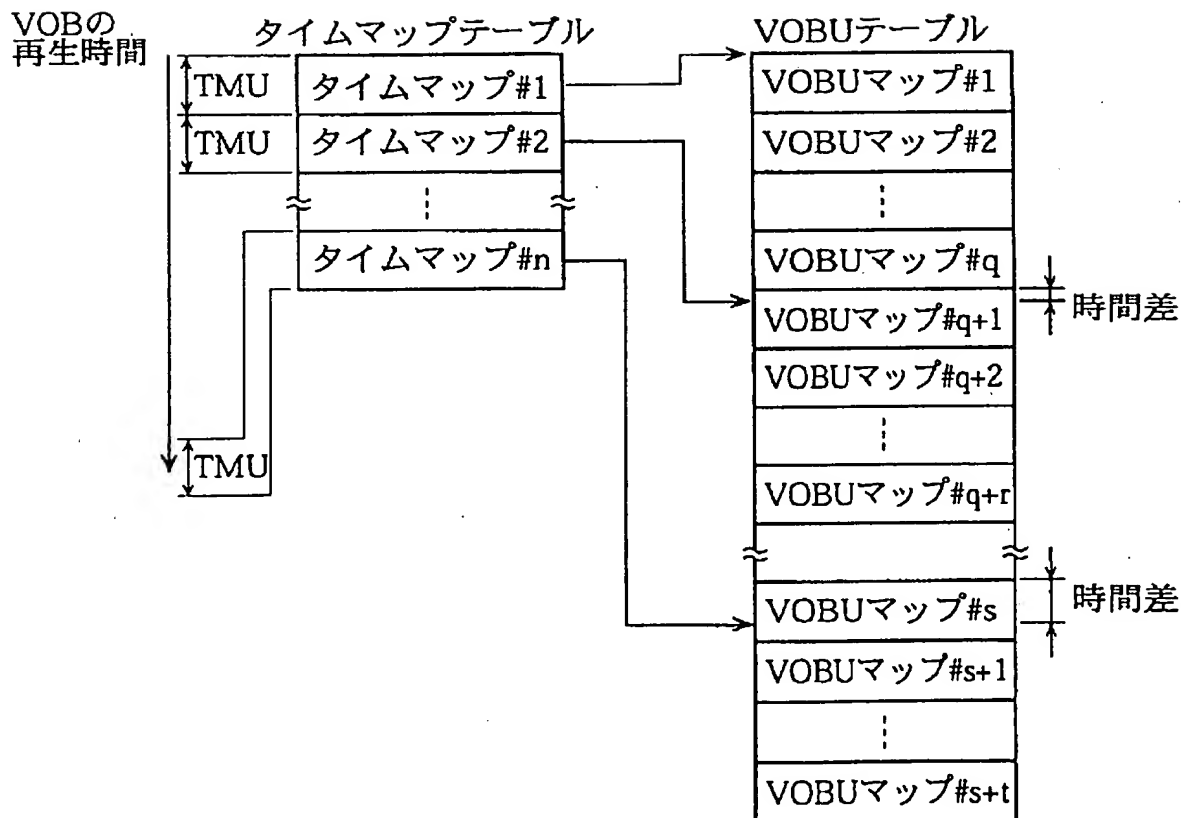 VOBの
再生時間
タイムマップテーブル
TMU
タイムマップ#1
TMU
タイムマップ#2
タイムマップ#n
TMU
VOBUテーブル
VOBUマップ#1
VOBUマップ#2
VOBUマップ#q
時間差
VOBUマップ#q+1
VOBUマップ#q+2
VOBUマップ#q+r
VOBUマップ#s
時間差
VOBUマップ#s+1
VOBUマップ#s+t